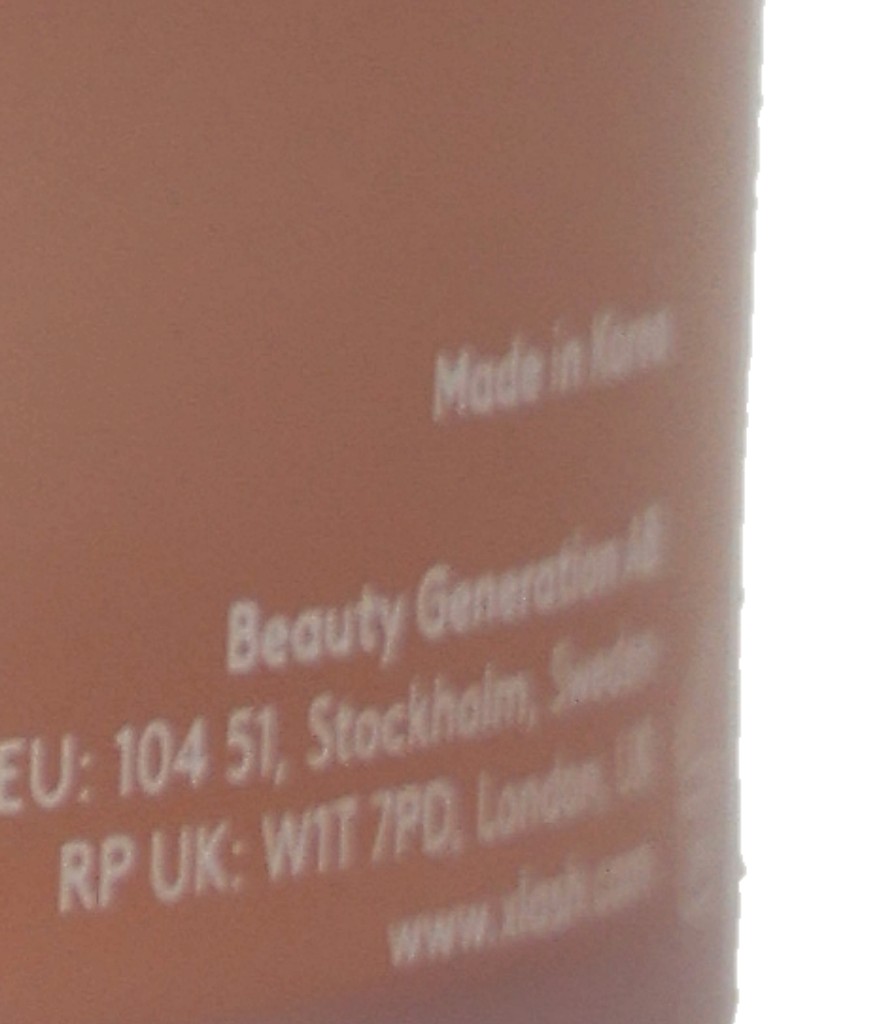 Made in Korea
Beauty Generation AB
EU: 104 51, Stockholm, Sweden
RP UK: W1T 7PD, London, UK
www.xlash.com